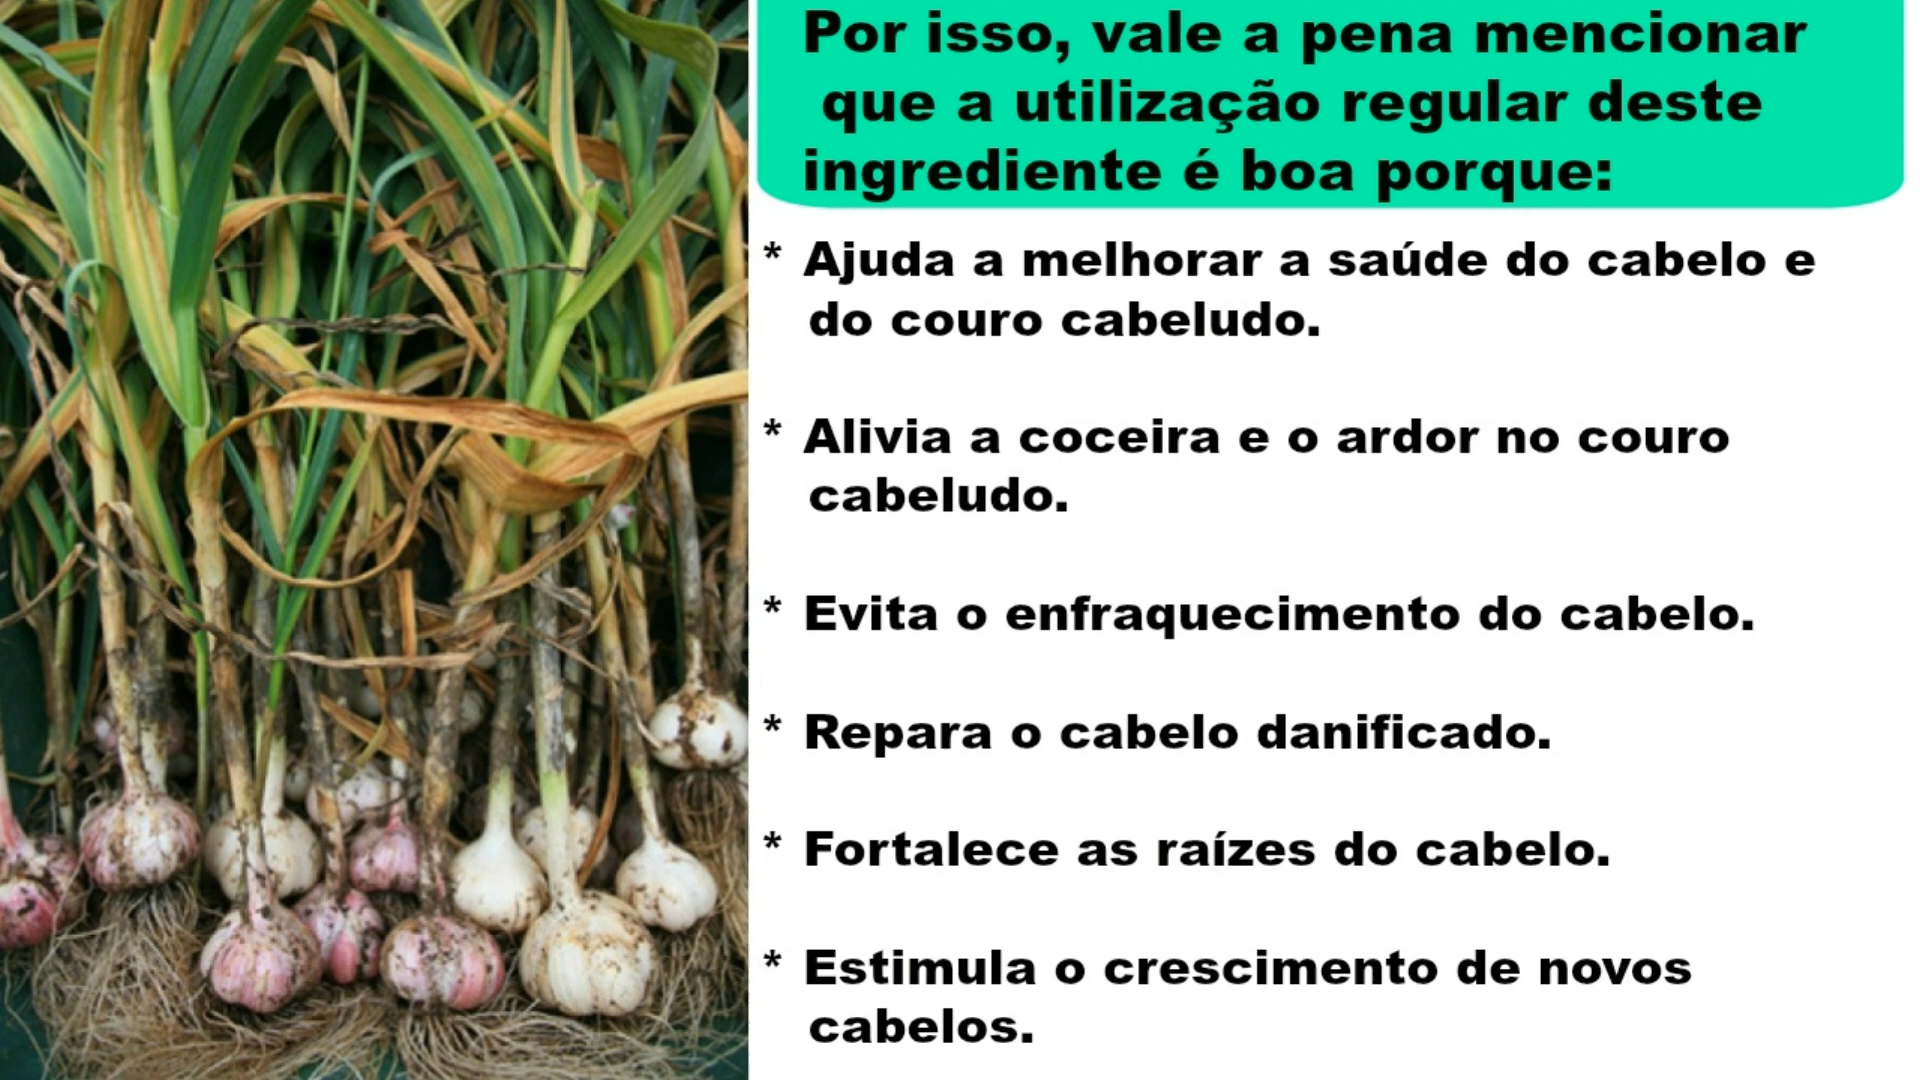 Por isso, vale a pena mencionar
que a utilização regular deste
ingrediente é boa porque:
* Ajuda a melhorar a saúde do cabelo e
do couro cabeludo.
* Alivia a coceira e o ardor no couro
cabeludo.
* Evita o enfraquecimento do cabelo.
* Repara o cabelo danificado.
* Fortalece as raízes do cabelo.
* Estimula o crescimento de novos
cabelos.